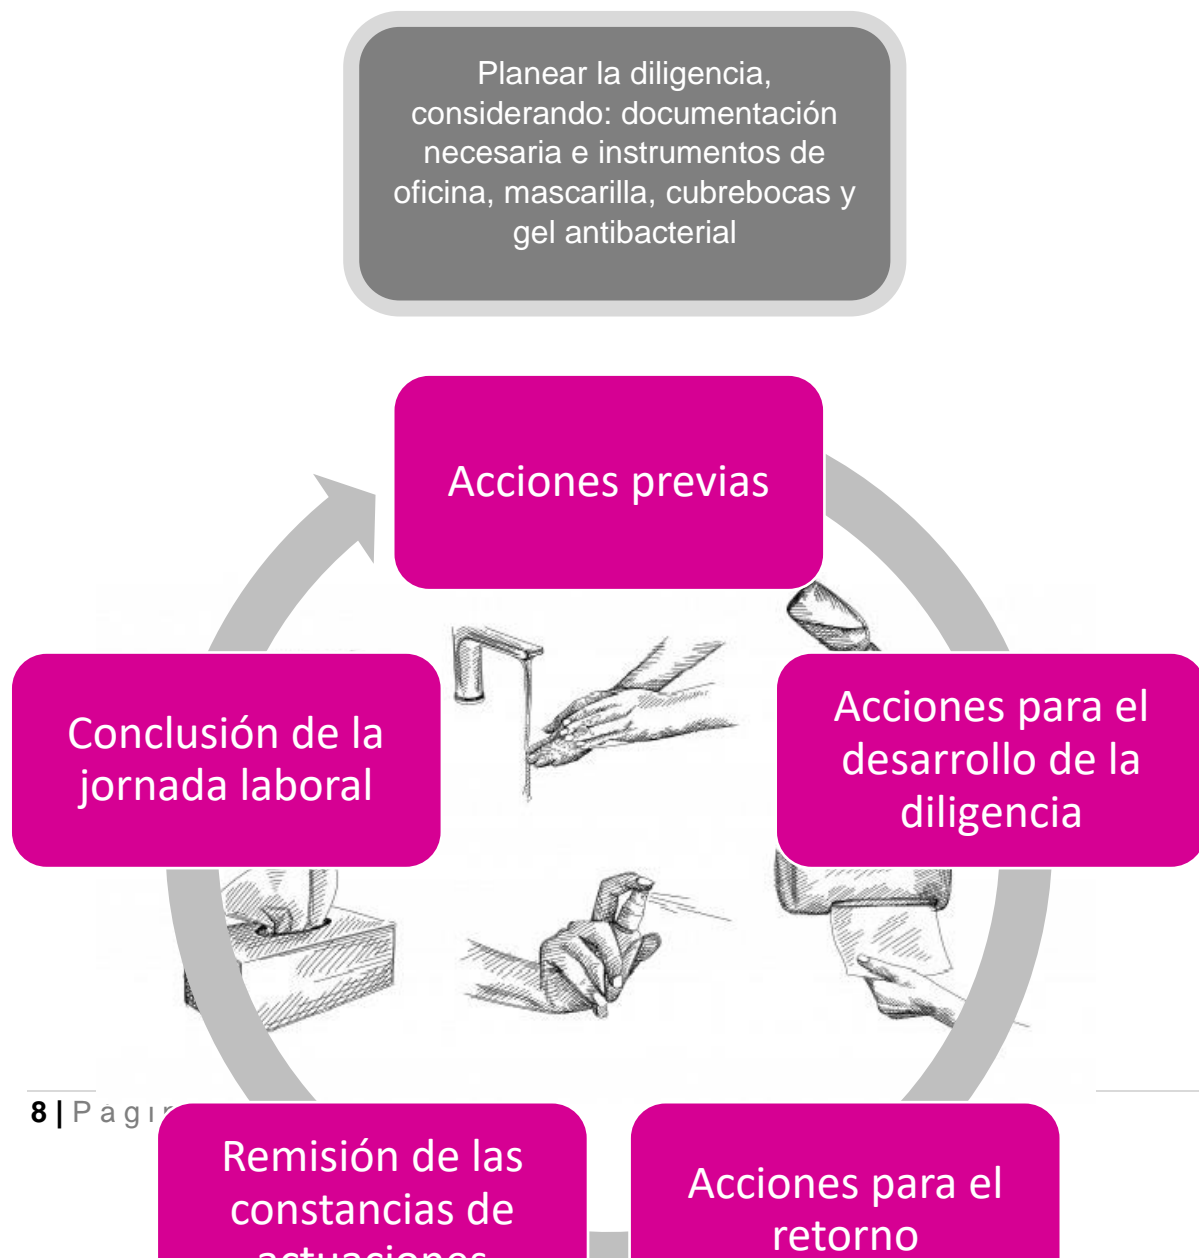 Planear la diligencia,
considerando: documentación
necesaria e instrumentos de
oficina, mascarilla, cubrebocas y
gel antibacterial
Acciones previas
Conclusión de la
jornada laboral
Acciones para el
desarrollo de la
diligencia
8 |
Remisión de las
constancias de
actuaciones
Acciones para el
retorno